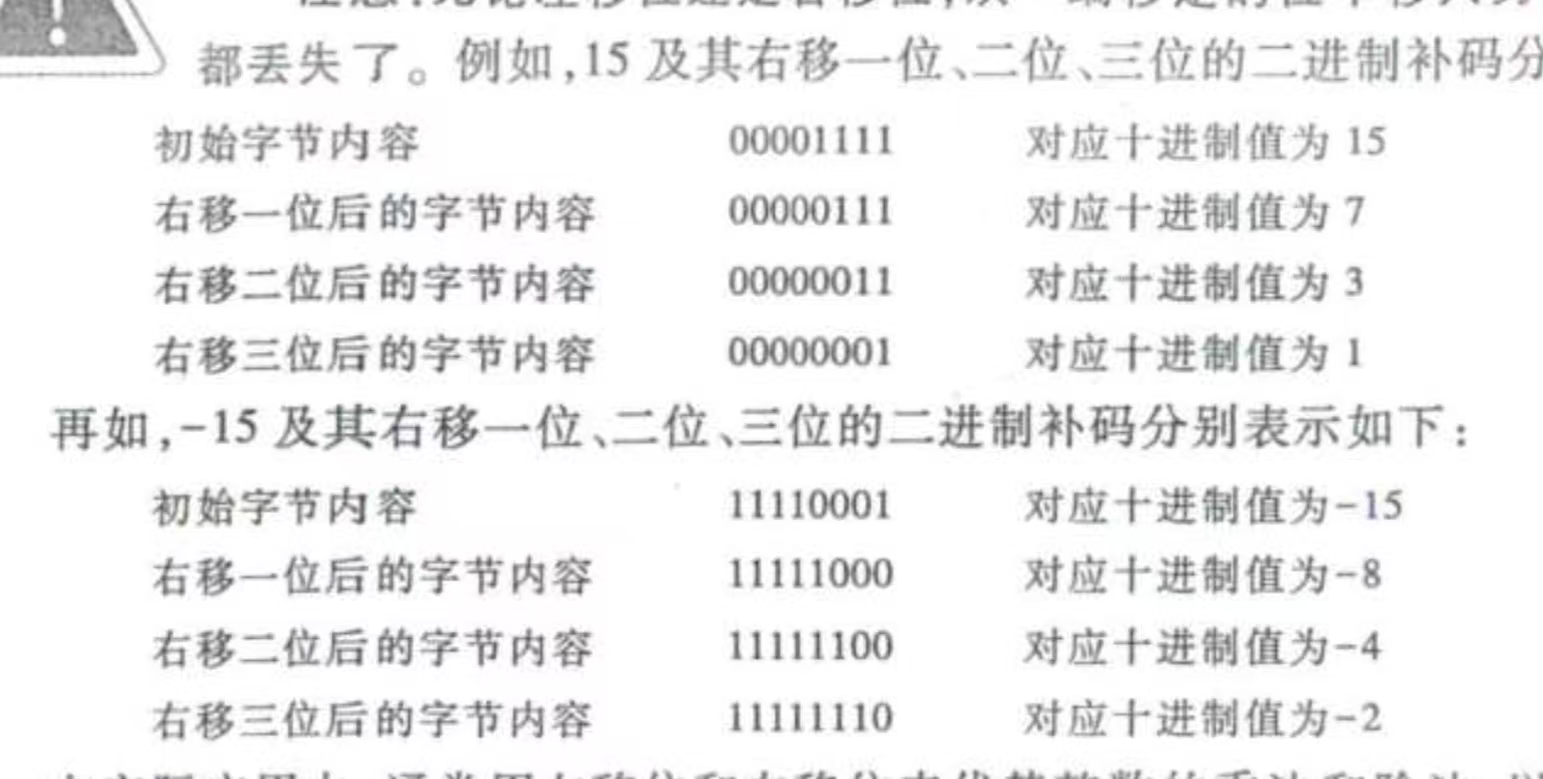 都丢失了。例如,15 及其右移一位、二位、三位的二进制补码分
初始字节内容 00001111 对应十进制值为 15
右移一位后的字节内容 00000111 对应十进制值为 7
右移二位后的字节内容 00000011 对应十进制值为 3
右移三位后的字节内容 00000001 对应十进制值为 1
再如,-15 及其右移一位、二位、三位的二进制补码分别表示如下:
初始字节内容 11110001 对应十进制值为-15
右移一位后的字节内容 11111000 对应十进制值为-8
右移二位后的字节内容 11111100 对应十进制值为-4
右移三位后的字节内容 11111110 对应十进制值为-2